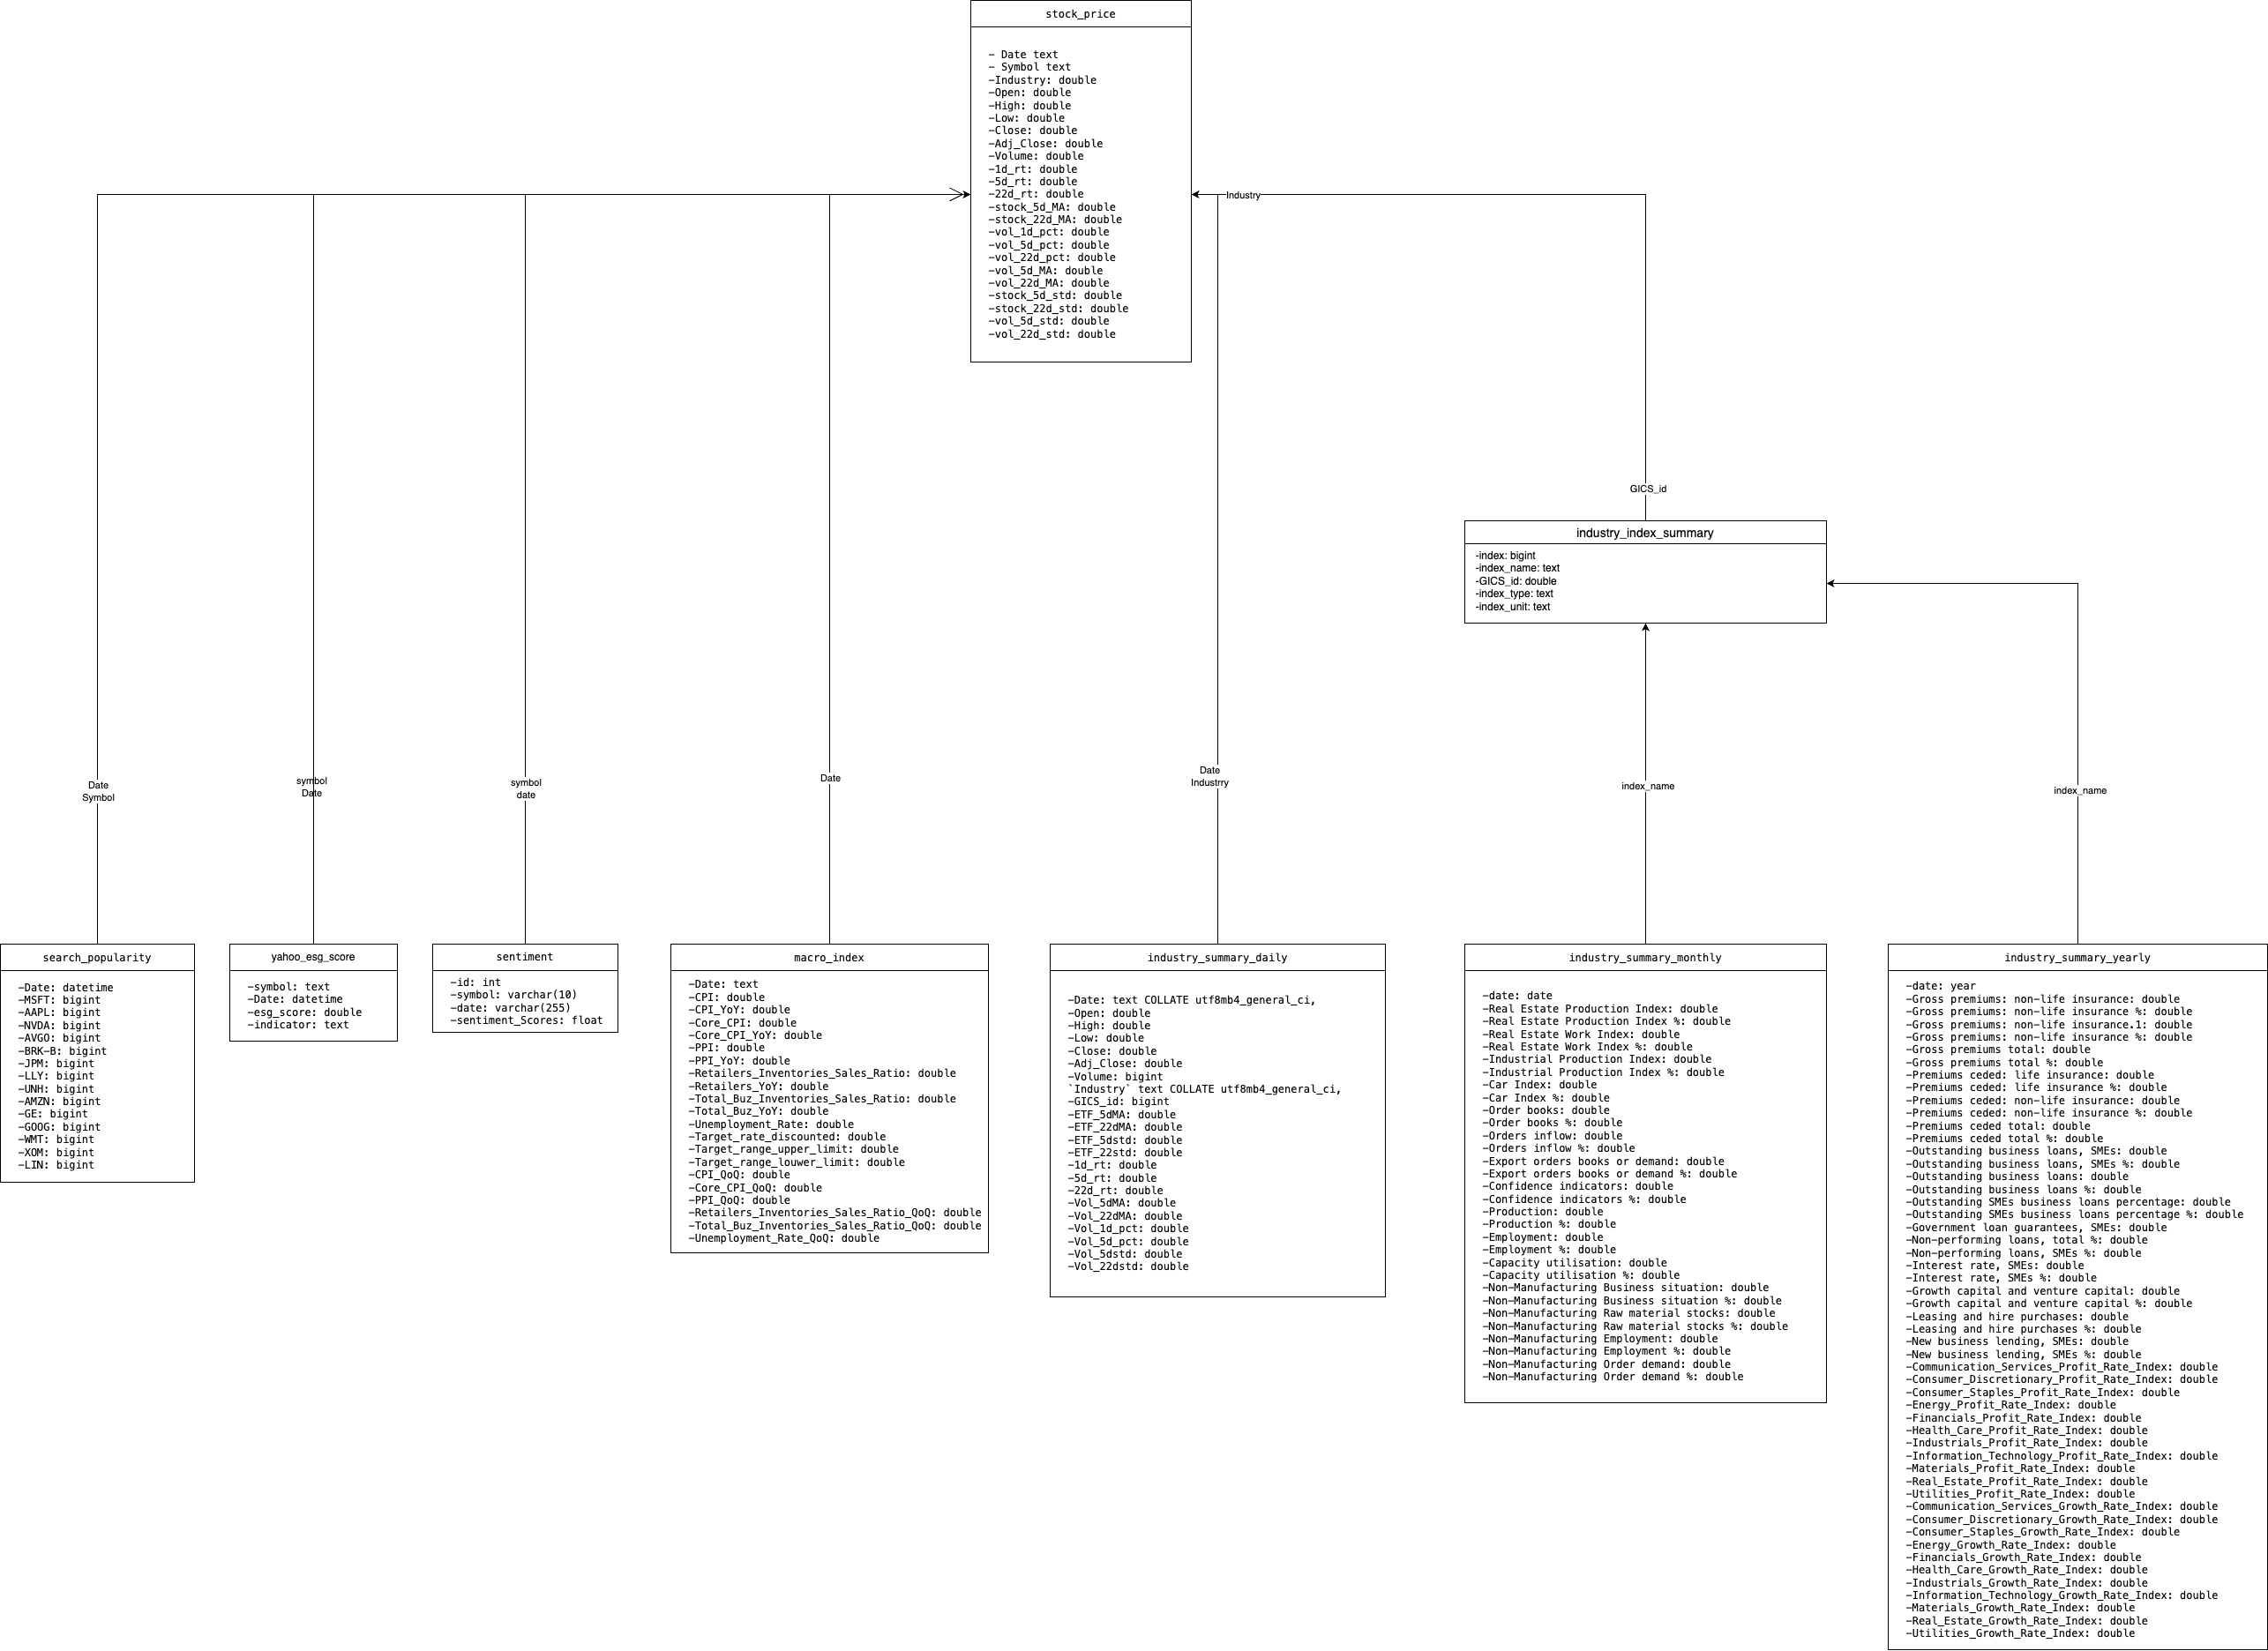 stock_price
- Date text
- Symbol text
-Industry: double
-Open: double
-High: double
-Low: double
-Close: double
-Adj_Close: double
-Volume: double
-1d_rt: double
-5d_rt: double
-22d_rt: double
-stock_5d_MA: double
-stock_22d_MA: double
-vol_1d_pct: double
-vol_5d_pct: double
-vol_22d_pct: double
-vol_5d_MA: double
-vol_22d_MA: double
-stock_5d_std: double
-stock_22d_std: double
-vol_5d_std: double
-vol_22d_std: double
Industry
GICS_id
industry_index_summary
-index: bigint
-index_name: text
-GICS_id: double
-index_type: text
-index_unit: text
Date
Symbol
symbol
Date
symbol
date
Date
Date
Industrry
index_name
index_name
search_popularity
-Date: datetime
-MSFT: bigint
-AAPL: bigint
-NVDA: bigint
-AVGO: bigint
-BRK-B: bigint
-JPM: bigint
-LLY: bigint
-UNH: bigint
-AMZN: bigint
-GE: bigint
-GOOG: bigint
-WMT: bigint
-XOM: bigint
-LIN: bigint
yahoo_esg_score
-symbol: text
-Date: datetime
-esg_score: double
-indicator: text
sentiment
-id: int
-symbol: varchar(10)
-date: varchar(255)
-sentiment_Scores: float
macro_index
-Date: text
-CPI: double
-CPI_YoY: double
-Core_CPI: double
-Core_CPI_YoY: double
-PPI: double
-PPI_YoY: double
-Retailers_Inventories_Sales_Ratio: double
-Retailers_YoY: double
-Total_Buz_Inventories_Sales_Ratio: double
-Total_Buz_YoY: double
-Unemployment_Rate: double
-Target_rate_discounted: double
-Target_range_upper_limit: double
-Target_range_louwer_limit: double
-CPI_QoQ: double
-Core_CPI_QoQ: double
-PPI_QoQ: double
-Retailers_Inventories_Sales_Ratio_QoQ: double
-Total_Buz_Inventories_Sales_Ratio_QoQ: double
-Unemployment_Rate_QoQ: double
industry_summary_daily
-Date: text COLLATE utf8mb4_general_ci,
-Open: double
-High: double
-Low: double
-Close: double
-Adj_Close: double
-Volume: bigint
`Industry` text COLLATE utf8mb4_general_ci,
-GICS_id: bigint
-ETF_5dMA: double
-ETF_22dMA: double
-ETF_5dstd: double
-ETF_22std: double
-1d_rt: double
-5d_rt: double
-22d_rt: double
-Vol_5dMA: double
-Vol_22dMA: double
-Vol_1d_pct: double
-Vol_5d_pct: double
-Vol_5dstd: double
-Vol_22dstd: double
industry_summary_monthly
-date: date
-Real Estate Production Index: double
-Real Estate Production Index %: double
-Real Estate Work Index: double
-Real Estate Work Index %: double
-Industrial Production Index: double
-Industrial Production Index %: double
-Car Index: double
-Car Index %: double
-Order books: double
-Order books %: double
-Orders inflow: double
-Orders inflow %: double
-Export orders books or demand: double
-Export orders books or demand %: double
-Confidence indicators: double
-Confidence indicators %: double
-Production: double
-Production %: double
-Employment: double
-Employment %: double
-Capacity utilisation: double
-Capacity utilisation %: double
-Non-Manufacturing Business situation: double
-Non-Manufacturing Business situation %: double
-Non-Manufacturing Raw material stocks: double
-Non-Manufacturing Raw material stocks %: double
-Non-Manufacturing Employment: double
-Non-Manufacturing Employment %: double
-Non-Manufacturing Order demand: double
-Non-Manufacturing Order demand %: double
industry_summary_yearly
-date: year
-Gross premiums: non-life insurance: double
-Gross premiums: non-life insurance %: double
-Gross premiums: non-life insurance.1: double
-Gross premiums: non-life insurance %: double
-Gross premiums total: double
-Gross premiums total %: double
-Premiums ceded: life insurance: double
-Premiums ceded: life insurance %: double
-Premiums ceded: non-life insurance: double
-Premiums ceded: non-life insurance %: double
-Premiums ceded total: double
-Premiums ceded total %: double
-Outstanding business loans, SMEs: double
-Outstanding business loans, SMEs %: double
-Outstanding business loans: double
-Outstanding business loans %: double
-Outstanding SMEs business loans percentage: double
-Outstanding SMEs business loans percentage %: double
-Government loan guarantees, SMEs: double
-Non-performing loans, total %: double
-Non-performing loans, SMEs %: double
-Interest rate, SMEs: double
-Interest rate, SMEs %: double
-Growth capital and venture capital: double
-Growth capital and venture capital %: double
-Leasing and hire purchases: double
-Leasing and hire purchases %: double
-New business lending, SMEs: double
-New business lending, SMEs %: double
-Communication_Services_Profit_Rate_Index: double
-Consumer_Discretionary_Profit_Rate_Index: double
-Consumer_Staples_Profit_Rate_Index: double
-Energy_Profit_Rate_Index: double
-Financials_Profit_Rate_Index: double
-Health_Care_Profit_Rate_Index: double
-Industrials_Profit_Rate_Index: double
-Information_Technology_Profit_Rate_Index: double
-Materials_Profit_Rate_Index: double
-Real_Estate_Profit_Rate_Index: double
-Utilities_Profit_Rate_Index: double
-Communication_Services_Growth_Rate_Index: double
-Consumer_Discretionary_Growth_Rate_Index: double
-Consumer_Staples_Growth_Rate_Index: double
-Energy_Growth_Rate_Index: double
-Financials_Growth_Rate_Index: double
-Health_Care_Growth_Rate_Index: double
-Industrials_Growth_Rate_Index: double
-Information_Technology_Growth_Rate_Index: double
-Materials_Growth_Rate_Index: double
-Real_Estate_Growth_Rate_Index: double
-Utilities_Growth_Rate_Index: double